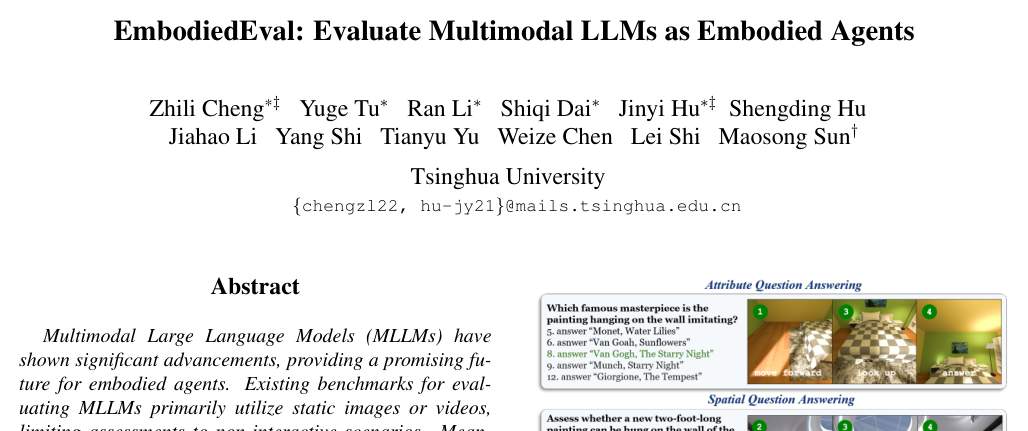 EmbodiedEval: Evaluate Multimodal LLMs as Embodied Agents
Zhili Cheng*‡ Yuge Tu* Ran Li* Shiqi Dai* Jinyi Hu*‡ Shengding Hu
Jiahao Li Yang Shi Tianyu Yu Weize Chen Lei Shi Maosong Sun†
Tsinghua University
{chengzl22, hu-jy21}@mails.tsinghua.edu.cn
Abstract
Multimodal Large Language Models (MLLMs) have
shown significant advancements, providing a promising fu-
ture for embodied agents. Existing benchmarks for eval-
uating MLLMs primarily utilize static images or videos,
limiting assessments to non-interactive scenarios. Mean-
Attribute Question Answering
Which famous masterpiece is the
painting hanging on the wall imitating?
5. answer “Monet, Water Lilies”
6. asnwer “Van Goah, Sunflowers”
8. asnwer “Van Gogh, The Starry Night”
9. answer “Munch, Starry Night”
12. answer “Giorgione, The Tempest”
1
3
4
move forward
look up
answer
Spatial Question Answering
Assess whether a new two-foot-long
painting can be hung on the wall of the
2
3
4